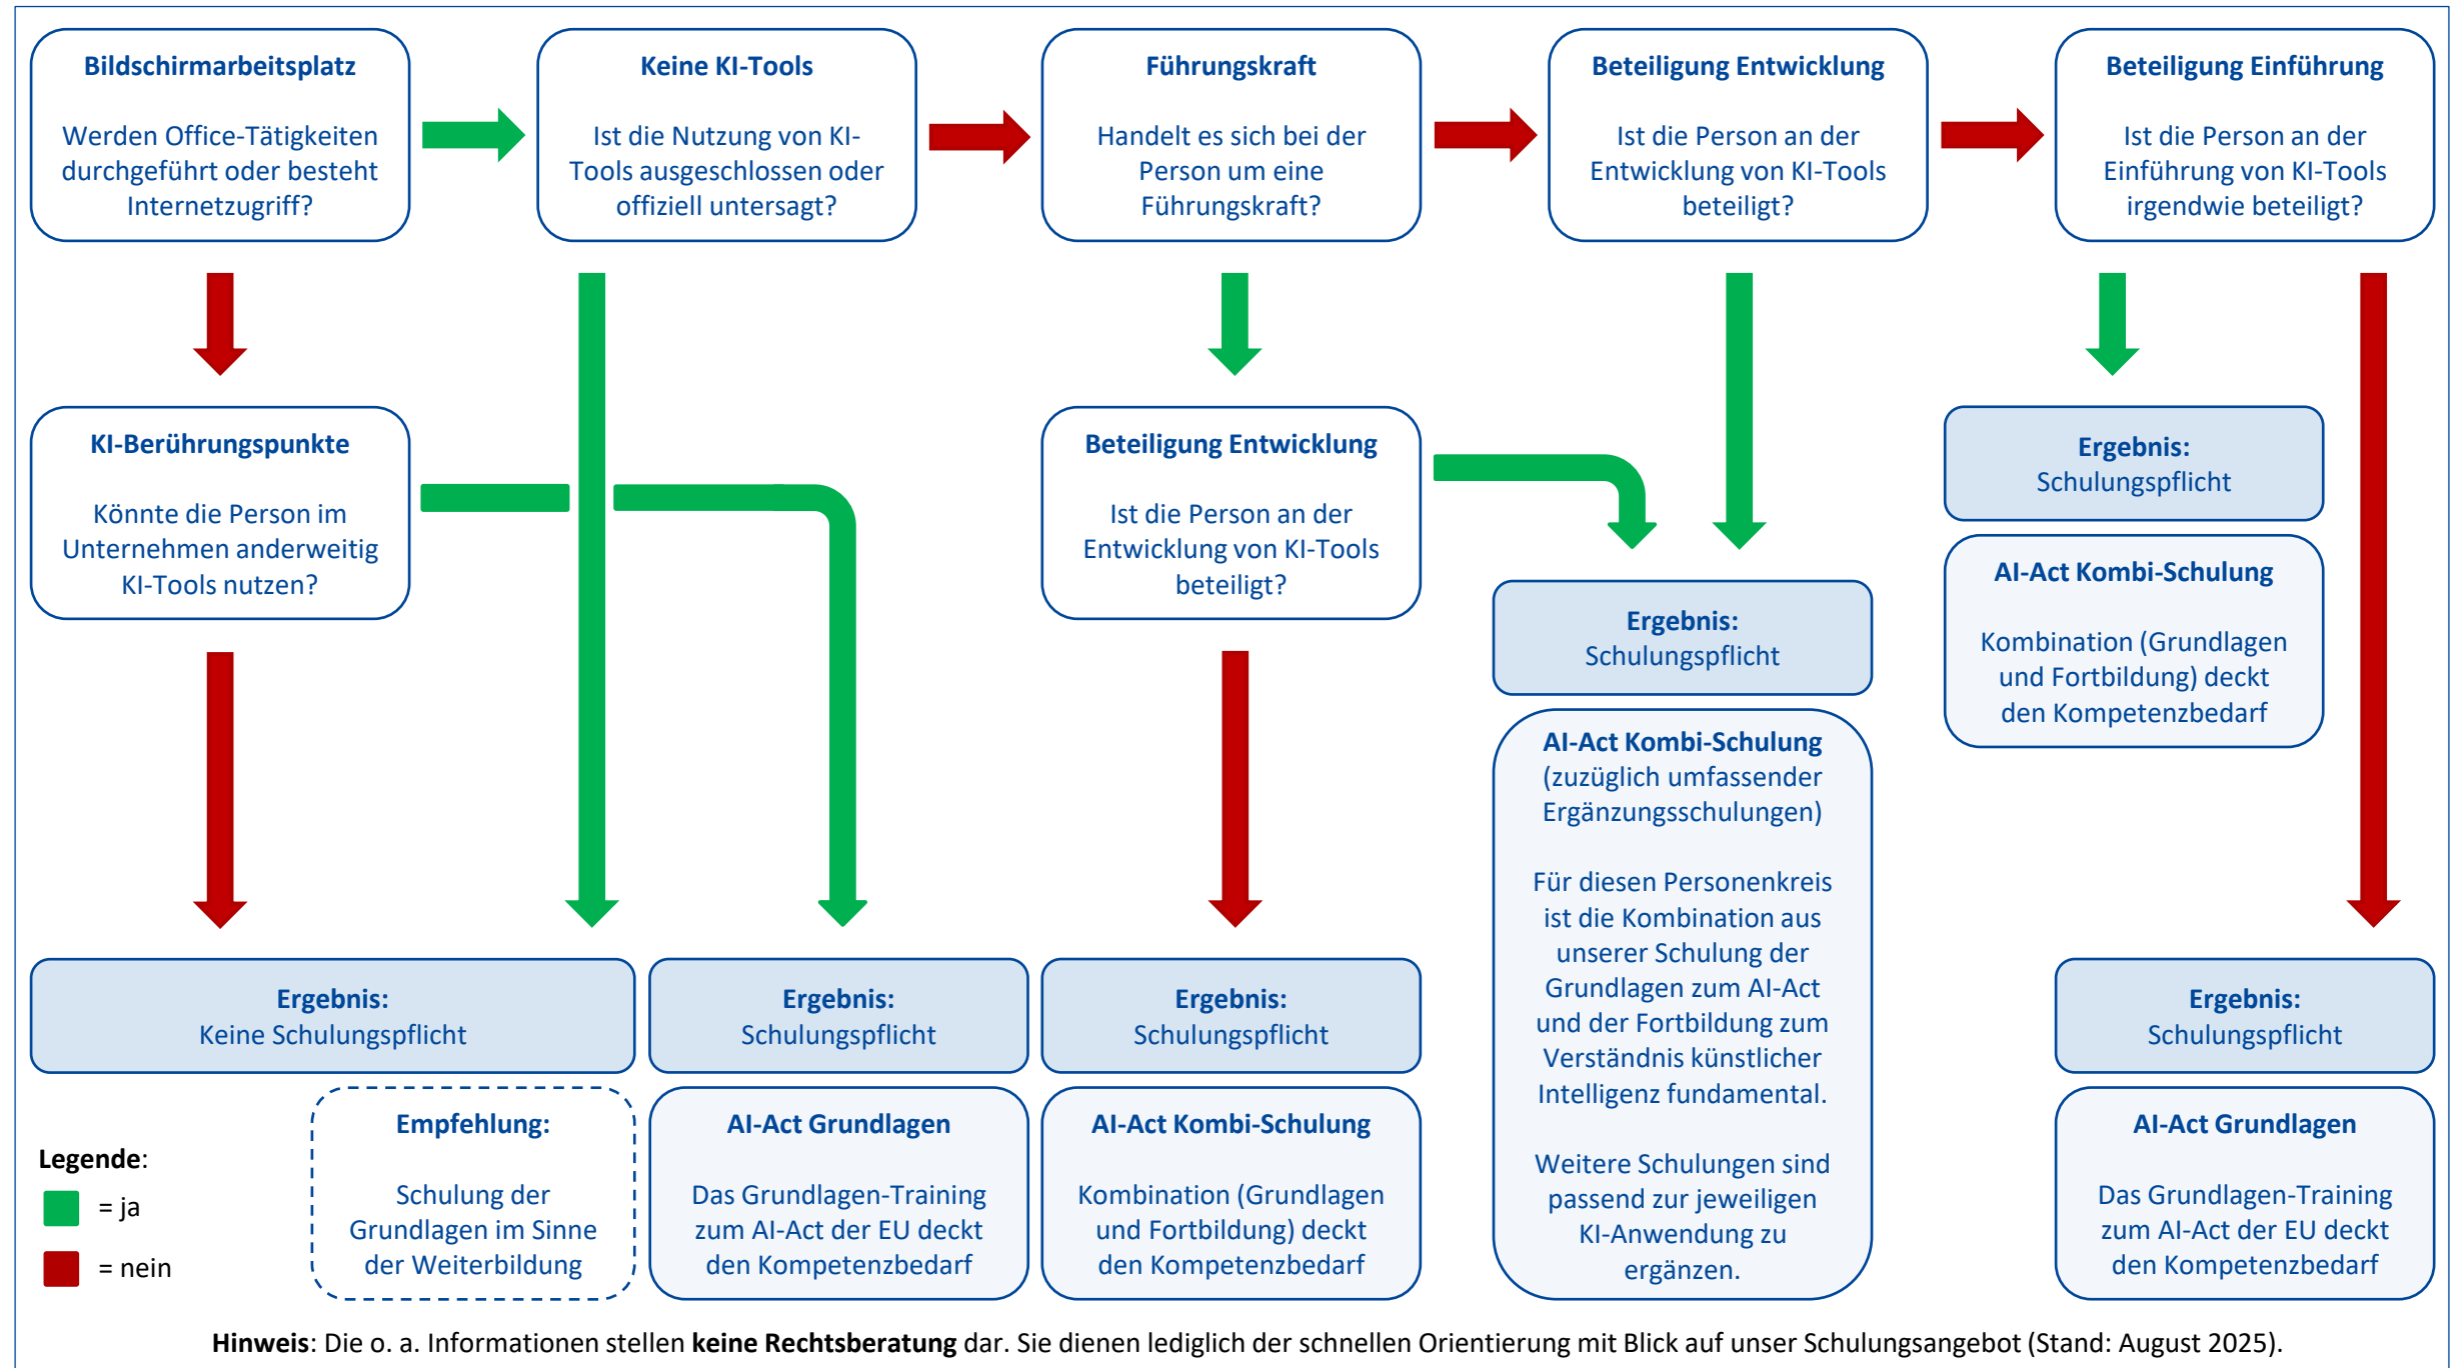 Bildschirmarbeitsplatz
Werden Office-Tätigkeiten
durchgeführt oder besteht
Internetzugriff?
Keine KI-Tools
Ist die Nutzung von KI-
Tools ausgeschlossen oder
offiziell untersagt?
Führungskraft
Handelt es sich bei der
Person um eine
Führungskraft?
Beteiligung Entwicklung
Ist die Person an der
Entwicklung von KI-Tools
beteiligt?
Beteiligung Einführung
Ist die Person an der
Einführung von KI-Tools
irgendwie beteiligt?
KI-Berührungspunkte
Könnte die Person im
Unternehmen anderweitig
KI-Tools nutzen?
Beteiligung Entwicklung
Ist die Person an der
Entwicklung von KI-Tools
beteiligt?
Ergebnis:
Schulungspflicht
AI-Act Kombi-Schulung
(zuzüglich umfassender
Ergänzungsschulungen)
Für diesen Personenkreis
ist die Kombination aus
unserer Schulung der
Grundlagen zum AI-Act
und der Fortbildung zum
Verständnis künstlicher
Intelligenz fundamental.
Weitere Schulungen sind
passend zur jeweiligen
KI-Anwendung zu
ergänzen.
Ergebnis:
Schulungspflicht
AI-Act Kombi-Schulung
Kombination (Grundlagen
und Fortbildung) deckt
den Kompetenzbedarf
Ergebnis:
Keine Schulungspflicht
Empfehlung:
Schulung der
Grundlagen im Sinne
der Weiterbildung
Ergebnis:
Schulungspflicht
AI-Act Grundlagen
Das Grundlagen-Training
zum AI-Act der EU deckt
den Kompetenzbedarf
Ergebnis:
Schulungspflicht
AI-Act Kombi-Schulung
Kombination (Grundlagen
und Fortbildung) deckt
den Kompetenzbedarf
Ergebnis:
Schulungspflicht
AI-Act Grundlagen
Das Grundlagen-Training
zum AI-Act der EU deckt
den Kompetenzbedarf
Legende:
= ja
= nein
Hinweis: Die o. a. Informationen stellen keine Rechtsberatung dar. Sie dienen lediglich der schnellen Orientierung mit Blick auf unser Schulungsangebot (Stand: August 2025).